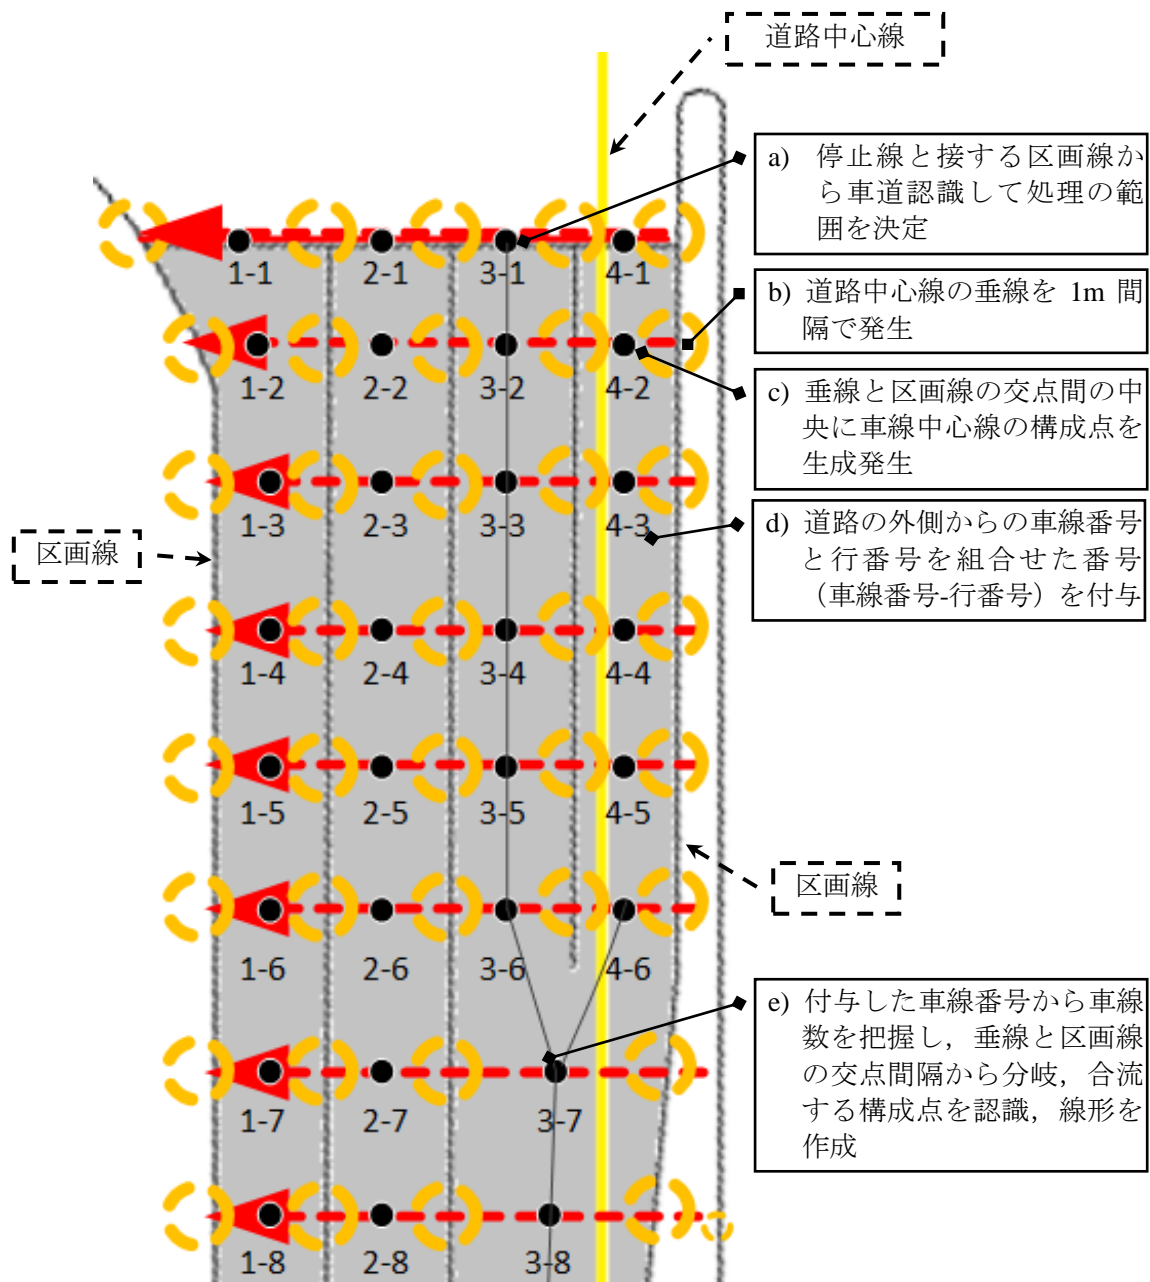 道路中心線
a) 停止線と接する区画線か
ら車道認識して処理の範
囲を決定
1-1 2-1 3-1 4-1
b) 道路中心線の垂線を 1m 間
隔で発生
1-2 2-2 3-2 4-2
c) 垂線と区画線の交点間の中
央に車線中心線の構成点を
生成発生
1-3 2-3 3-3 4-3
d) 道路の外側からの車線番号
と行番号を組合せた番号
（車線番号-行番号）を付与
区画線
1-4 2-4 3-4 4-4
1-5 2-5 3-5 4-5
区画線
1-6 2-6 3-6 4-6
e) 付与した車線番号から車線
数を把握し，垂線と区画線
の交点間隔から分岐，合流
する構成点を認識，線形を
作成
1-7 2-7 3-7
1-8 2-8 3-8